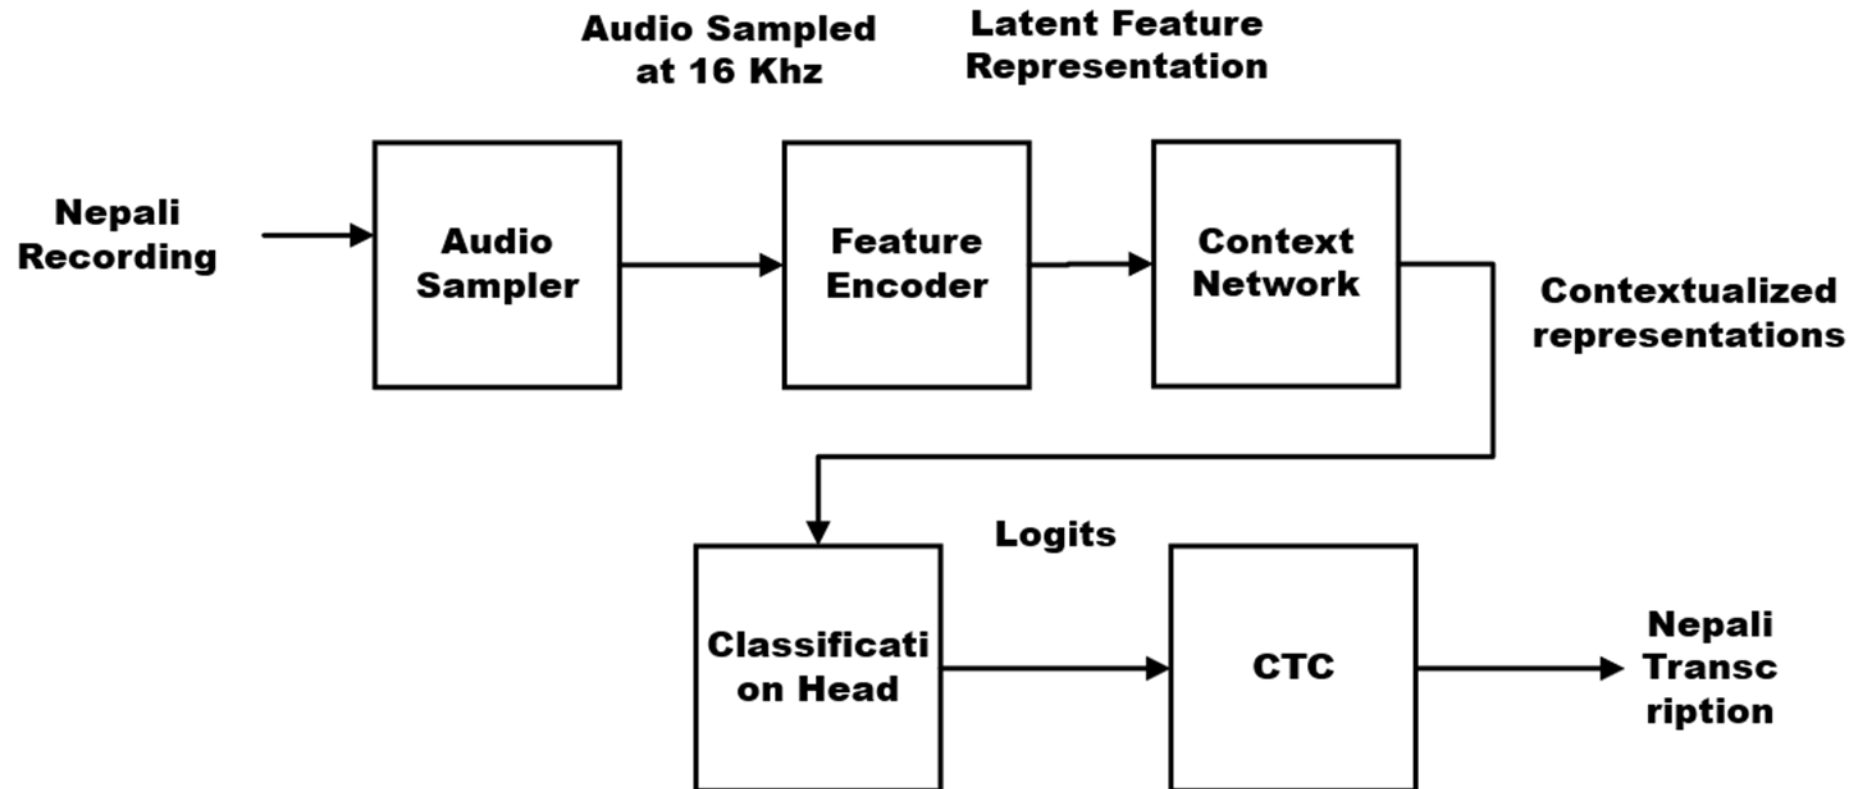 Audio Sampled
at 16 Khz
Latent Feature
Representation
Nepali
Recording
Audio
Sampler
Feature
Encoder
Context
Network
Contextualized
representations
Logits
Classificati
on Head
CTC
Nepali
Transc
ription